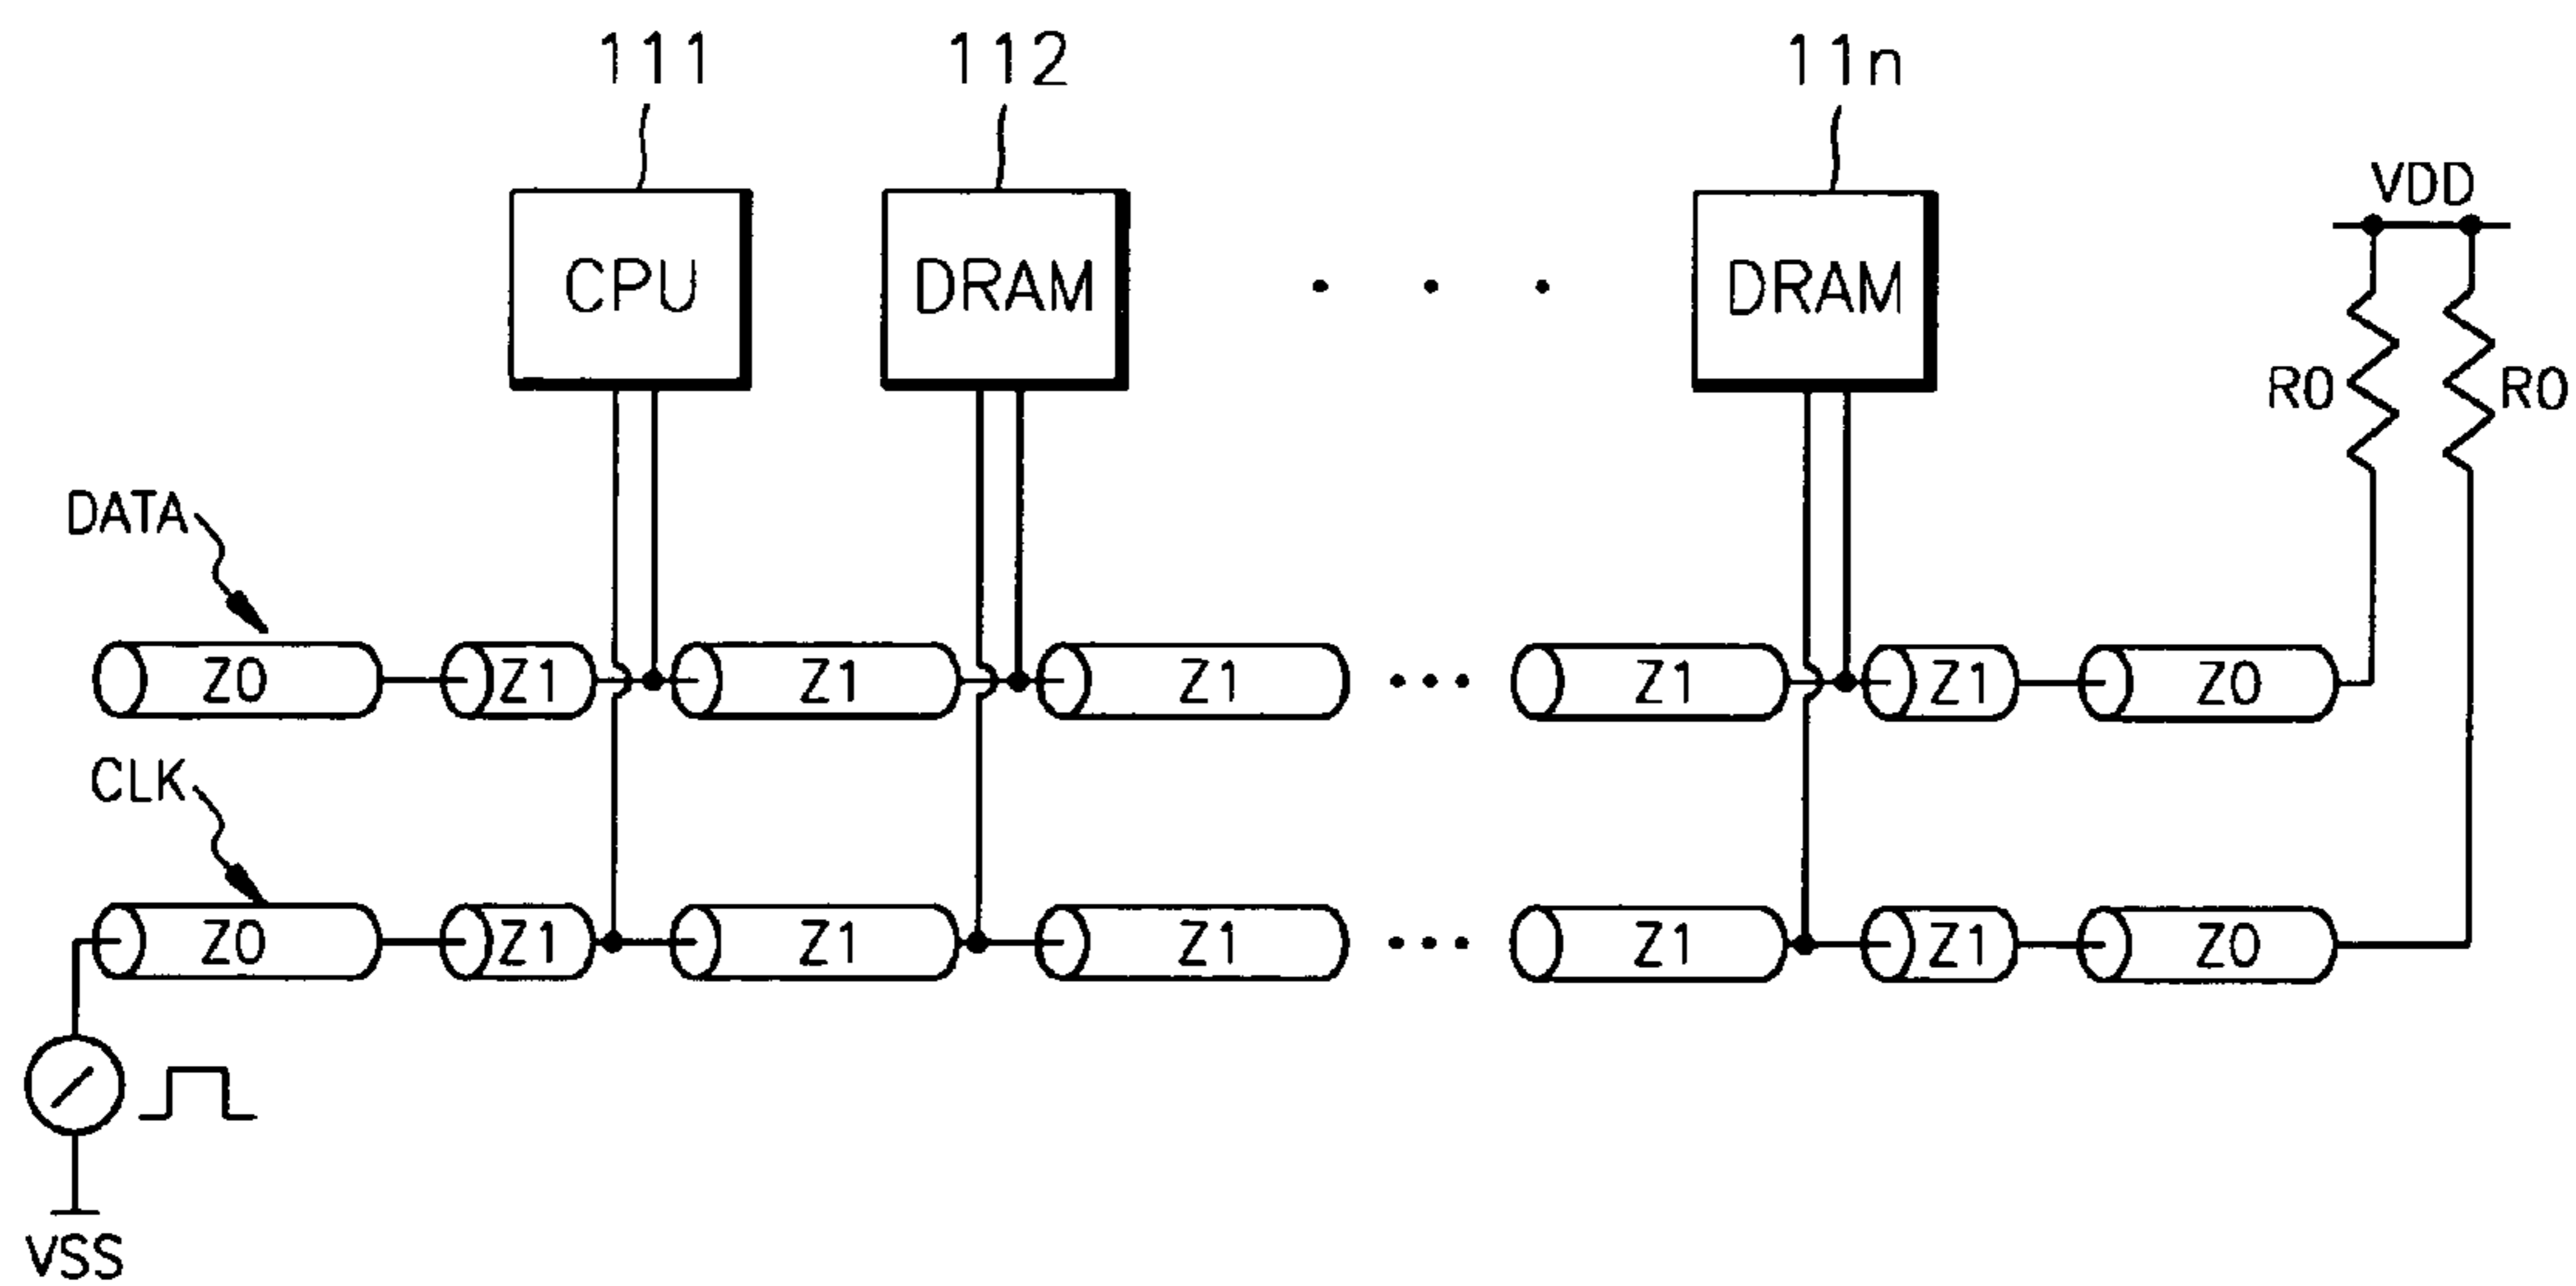 111 112 11n
VDD
CPU DRAM . . . DRAM
R0 R0
DATA
Z0 Z1 Z1 Z1 ... Z1 Z1 Z0
CLK
Z0 Z1 Z1 Z1 ... Z1 Z1 Z0
VSS